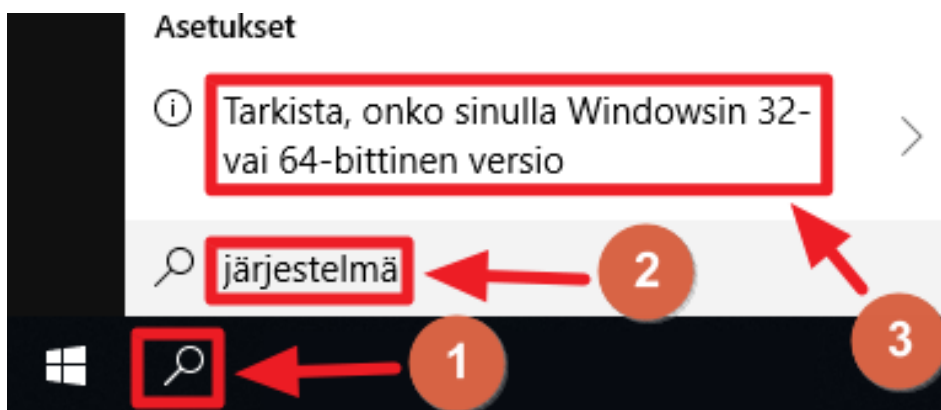 Asetukset
Tarkista, onko sinulla Windowsin 32-
vai 64-bittinen versio
3
järjestelmä
2
1